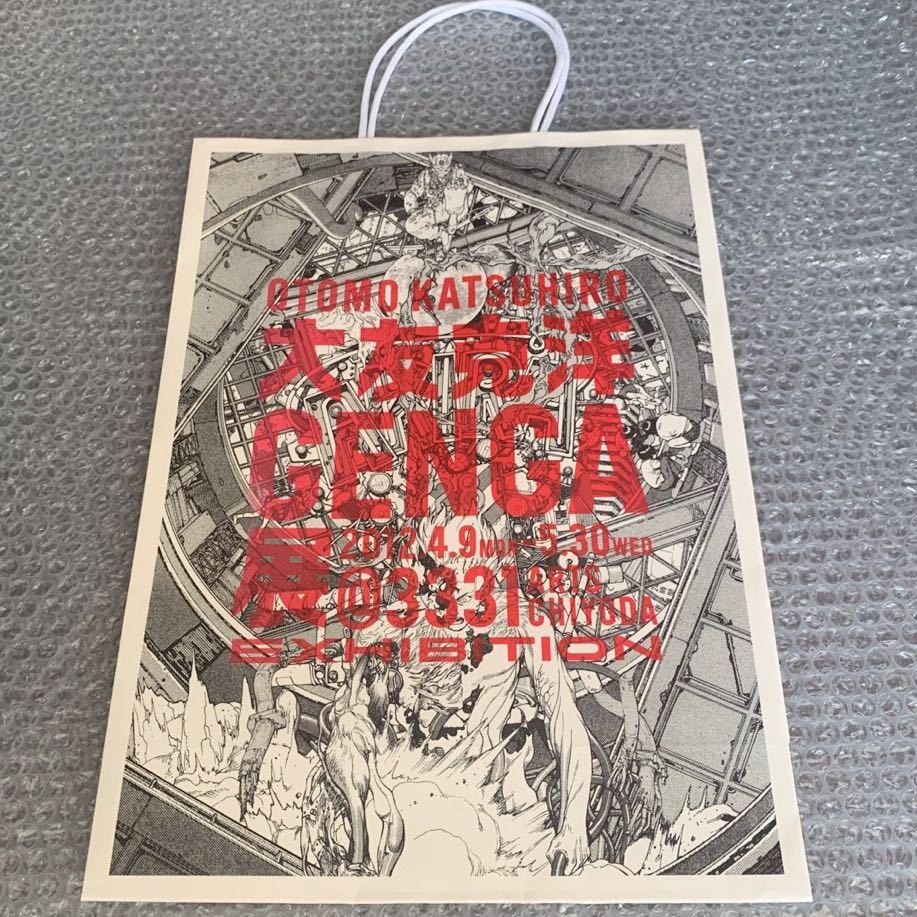 OTOMO KATSUHIRO
大友克洋
GENGA
展 2012.4.9MON-5.30WED
@3331 ARTS CHIYODA
EXHIBITION